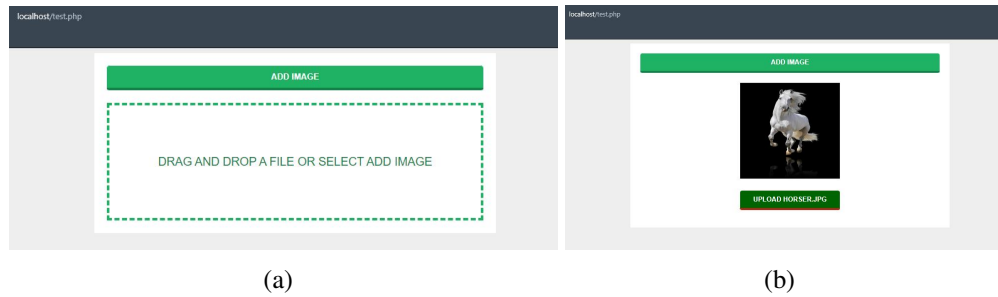 localhost/test.php
ADD IMAGE
DRAG AND DROP A FILE OR SELECT ADD IMAGE
(a)
localhost/test.php
ADD IMAGE
UPLOAD HORSER.JPG
(b)